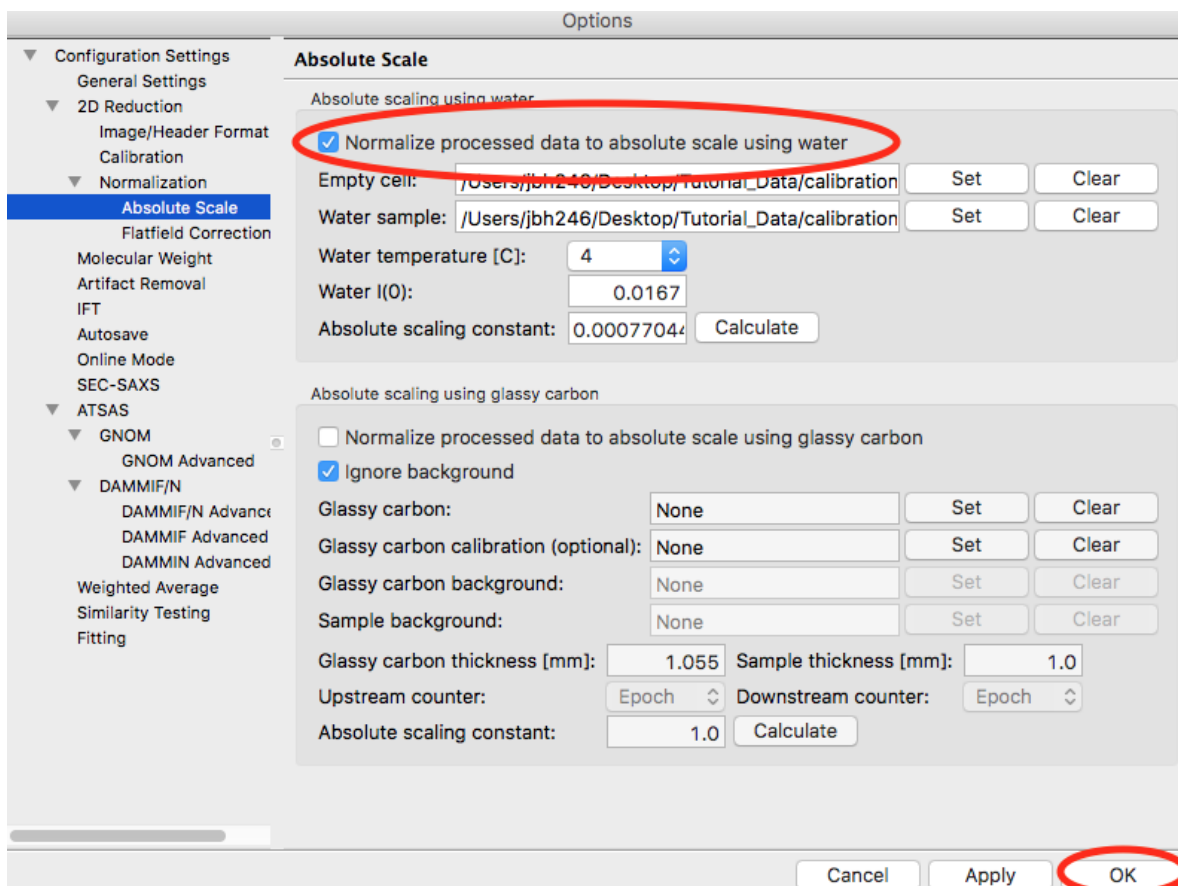 Options
Configuration Settings
General Settings
2D Reduction
Image/Header Format
Calibration
Normalization
Absolute Scale
Flatfield Correction
Molecular Weight
Artifact Removal
IFT
Autosave
Online Mode
SEC-SAXS
ATSAS
GNOM
GNOM Advanced
DAMMIF/N
DAMMIF/N Advance
DAMMIF Advanced
DAMMIN Advanced
Weighted Average
Similarity Testing
Fitting
Absolute Scale
Absolute scaling using water
Normalize processed data to absolute scale using water
Empty cell: /Users/jbh246/Desktop/Tutorial_Data/calibration Set Clear
Water sample: /Users/jbh246/Desktop/Tutorial_Data/calibration Set Clear
Water temperature [C]: 4
Water I(0): 0.0167
Absolute scaling constant: 0.00077044 Calculate
Absolute scaling using glassy carbon
Normalize processed data to absolute scale using glassy carbon
Ignore background
Glassy carbon: None Set Clear
Glassy carbon calibration (optional): None Set Clear
Glassy carbon background: None Set Clear
Sample background: None Set Clear
Glassy carbon thickness [mm]: 1.055 Sample thickness [mm]: 1.0
Upstream counter: Epoch Downstream counter: Epoch
Absolute scaling constant: 1.0 Calculate
Cancel Apply OK